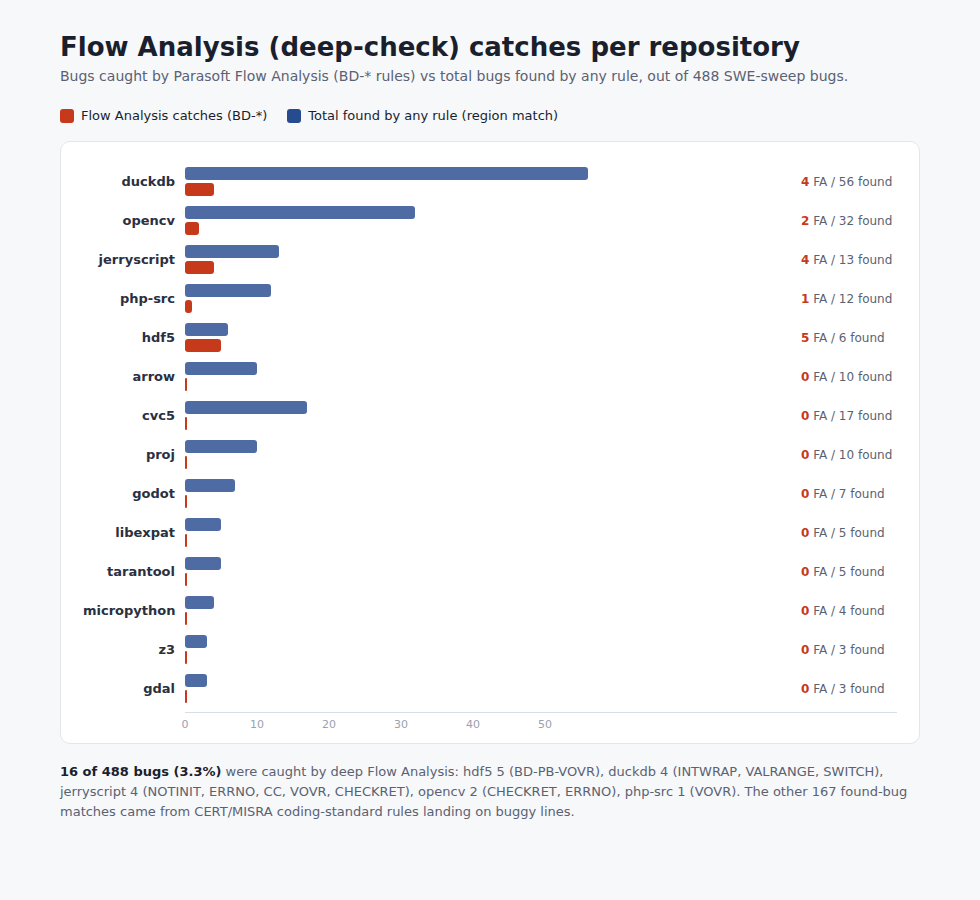 Flow Analysis (deep-check) catches per repository
Bugs caught by Parasoft Flow Analysis (BD-* rules) vs total bugs found by any rule, out of 488 SWE-sweep bugs.
Flow Analysis catches (BD-*) Total found by any rule (region match)
duckdb 4 FA / 56 found
opencv 2 FA / 32 found
jerryscript 4 FA / 13 found
php-src 1 FA / 12 found
hdf5 5 FA / 6 found
arrow 0 FA / 10 found
cvc5 0 FA / 17 found
proj 0 FA / 10 found
godot 0 FA / 7 found
libexpat 0 FA / 5 found
tarantool 0 FA / 5 found
micropython 0 FA / 4 found
z3 0 FA / 3 found
gdal 0 FA / 3 found
0 10 20 30 40 50
16 of 488 bugs (3.3%) were caught by deep Flow Analysis: hdf5 5 (BD-PB-VOVR), duckdb 4 (INTWRAP, VALRANGE, SWITCH),
jerryscript 4 (NOTINIT, ERRNO, CC, VOVR, CHECKRET), opencv 2 (CHECKRET, ERRNO), php-src 1 (VOVR). The other 167 found-bug
matches came from CERT/MISRA coding-standard rules landing on buggy lines.